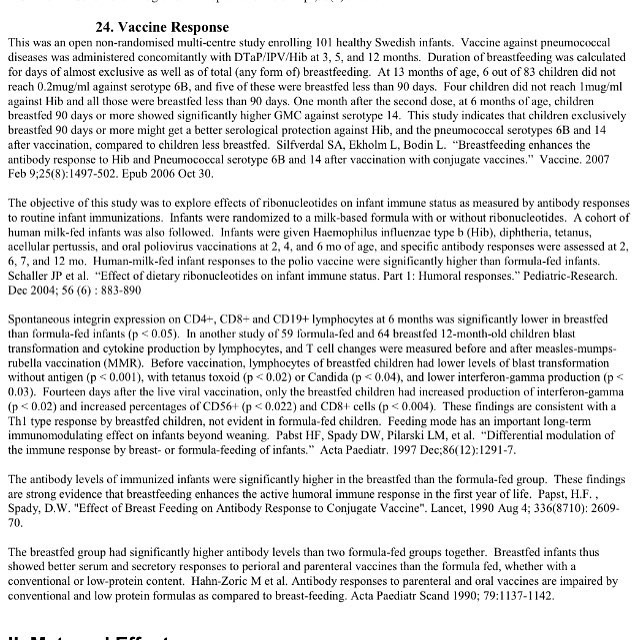 24. Vaccine Response
This was an open non-randomised multi-centre study enrolling 101 healthy Swedish infants. Vaccine against pneumococcal
diseases was administered concomitantly with DTaP/IPV/Hib at 3, 5, and 12 months. Duration of breastfeeding was calculated
for days of almost exclusive as well as of total (any form of) breastfeeding. At 13 months of age, 6 out of 83 children did not
reach 0.2mug/ml against serotype 6B, and five of these were breastfed less than 90 days. Four children did not reach 1mug/ml
against Hib and all those were breastfed less than 90 days. One month after the second dose, at 6 months of age, children
breastfed 90 days or more showed significantly higher GMC against serotype 14. This study indicates that children exclusively
breastfed 90 days or more might get a better serological protection against Hib, and the pneumococcal serotypes 6B and 14
after vaccination, compared to children less breastfed. Silfverdal SA, Ekholm L, Bodin L. “Breastfeeding enhances the
antibody response to Hib and Pneumococcal serotype 6B and 14 after vaccination with conjugate vaccines.” Vaccine. 2007
Feb 9;25(8):1497-502. Epub 2006 Oct 30.
The objective of this study was to explore effects of ribonucleotides on infant immune status as measured by antibody responses
to routine infant immunizations. Infants were randomized to a milk-based formula with or without ribonucleotides. A cohort of
human milk-fed infants was also followed. Infants were given Haemophilus influenzae type b (Hib), diphtheria, tetanus,
acellular pertussis, and oral poliovirus vaccinations at 2, 4, and 6 mo of age, and specific antibody responses were assessed at 2,
6, 7, and 12 mo. Human-milk-fed infant responses to the polio vaccine were significantly higher than formula-fed infants.
Schaller JP et al. “Effect of dietary ribonucleotides on infant immune status. Part 1: Humoral responses.” Pediatric-Research.
Dec 2004; 56 (6) : 883-890
Spontaneous integrin expression on CD4+, CD8+ and CD19+ lymphocytes at 6 months was significantly lower in breastfed
than formula-fed infants (p < 0.05). In another study of 59 formula-fed and 64 breastfed 12-month-old children blast
transformation and cytokine production by lymphocytes, and T cell changes were measured before and after measles-mumps-
rubella vaccination (MMR). Before vaccination, lymphocytes of breastfed children had lower levels of blast transformation
without antigen (p < 0.001), with tetanus toxoid (p < 0.02) or Candida (p < 0.04), and lower interferon-gamma production (p <
0.03). Fourteen days after the live viral vaccination, only the breastfed children had increased production of interferon-gamma
(p < 0.02) and increased percentages of CD56+ (p < 0.022) and CD8+ cells (p < 0.004). These findings are consistent with a
Th1 type response by breastfed children, not evident in formula-fed children. Feeding mode has an important long-term
immunomodulating effect on infants beyond weaning. Pabst HF, Spady DW, Pilarski LM, et al. “Differential modulation of
the immune response by breast- or formula-feeding of infants.” Acta Paediatr. 1997 Dec;86(12):1291-7.
The antibody levels of immunized infants were significantly higher in the breastfed than the formula-fed group. These findings
are strong evidence that breastfeeding enhances the active humoral immune response in the first year of life. Papst, H.F. ,
Spady, D.W. "Effect of Breast Feeding on Antibody Response to Conjugate Vaccine". Lancet, 1990 Aug 4; 336(8710): 2609-
70.
The breastfed group had significantly higher antibody levels than two formula-fed groups together. Breastfed infants thus
showed better serum and secretory responses to perioral and parenteral vaccines than the formula fed, whether with a
conventional or low-protein content. Hahn-Zoric M et al. Antibody responses to parenteral and oral vaccines are impaired by
conventional and low protein formulas as compared to breast-feeding. Acta Paediatr Scand 1990; 79:1137-1142.